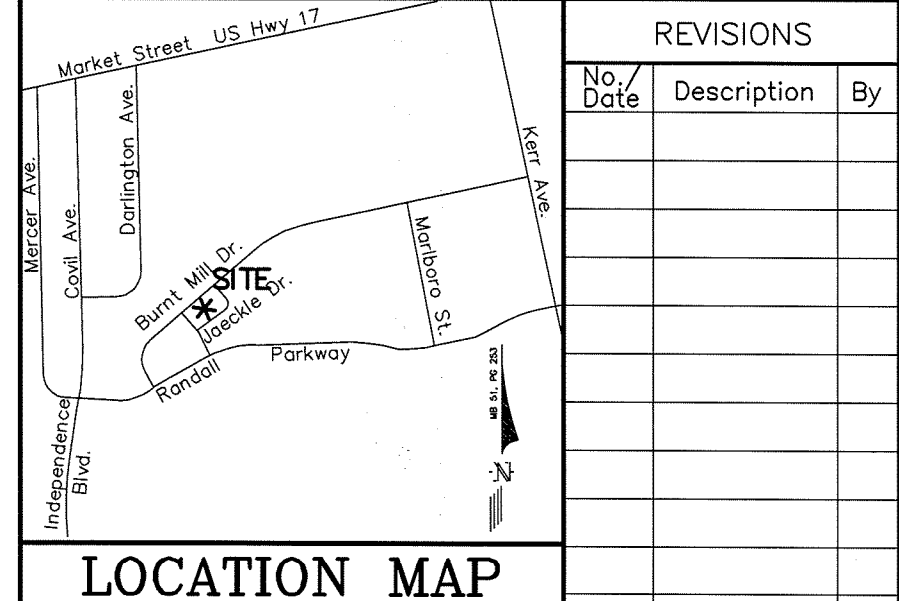 Market Street US Hwy 17
REVISIONS
No./
Date
Description
By
Mercer Ave.
Covil Ave.
Darlington Ave.
Kerr Ave.
Burnt Mill Dr.
SITE
*
Jaeckle Dr.
Marlboro St.
Randall
Parkway
MB 51, PG 253
N
Independence
Blvd.
LOCATION MAP